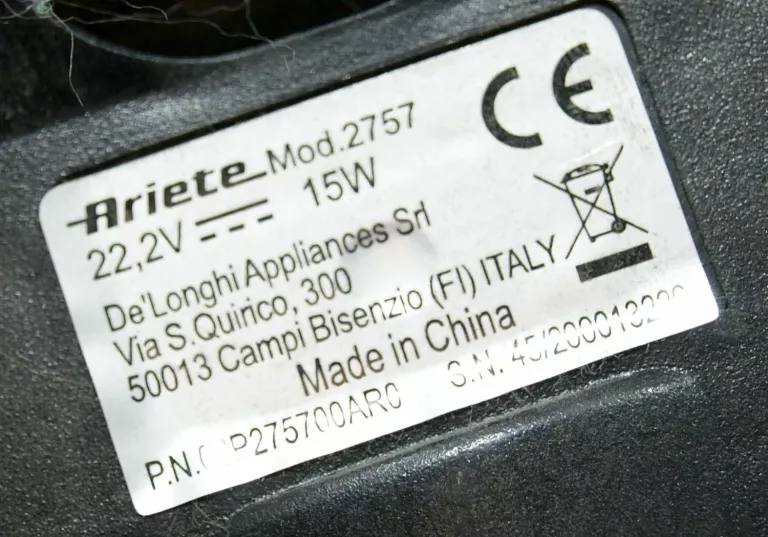 Ariete Mod.2757
22,2V 15W
De'Longhi Appliances Srl
Via S.Quirico, 300
50013 Campi Bisenzio (FI) ITALY
Made in China
P.N. S.N.
CE